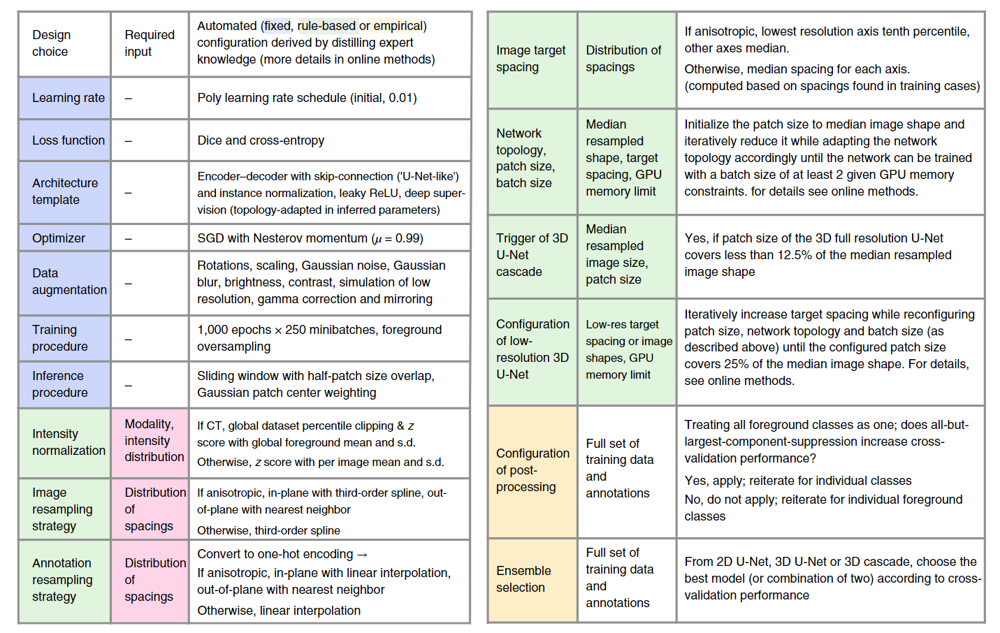 Design
choice
Required
input
Automated (fixed, rule-based or empirical)
configuration derived by distilling expert
knowledge (more details in online methods)
Learning rate
–
Poly learning rate schedule (initial, 0.01)
Loss function
–
Dice and cross-entropy
Architecture
template
–
Encoder–decoder with skip-connection ('U-Net-like')
and instance normalization, leaky ReLU, deep super-
vision (topology-adapted in inferred parameters)
Optimizer
–
SGD with Nesterov momentum (μ = 0.99)
Data
augmentation
–
Rotations, scaling, Gaussian noise, Gaussian
blur, brightness, contrast, simulation of low
resolution, gamma correction and mirroring
Training
procedure
–
1,000 epochs × 250 minibatches, foreground
oversampling
Inference
procedure
–
Sliding window with half-patch size overlap,
Gaussian patch center weighting
Intensity
normalization
Modality,
intensity
distribution
If CT, global dataset percentile clipping & z
score with global foreground mean and s.d.
Otherwise, z score with per image mean and s.d.
Image
resampling
strategy
Distribution
of
spacings
If anisotropic, in-plane with third-order spline, out-
of-plane with nearest neighbor
Otherwise, third-order spline
Annotation
resampling
strategy
Distribution
of
spacings
Convert to one-hot encoding →
If anisotropic, in-plane with linear interpolation,
out-of-plane with nearest neighbor
Otherwise, linear interpolation
Image target
spacing
Distribution of
spacings
If anisotropic, lowest resolution axis tenth percentile,
other axes median.
Otherwise, median spacing for each axis.
(computed based on spacings found in training cases)
Network
topology,
patch size,
batch size
Median
resampled
shape, target
spacing, GPU
memory limit
Initialize the patch size to median image shape and
iteratively reduce it while adapting the network
topology accordingly until the network can be trained
with a batch size of at least 2 given GPU memory
constraints. for details see online methods.
Trigger of 3D
U-Net
cascade
Median
resampled
image size,
patch size
Yes, if patch size of the 3D full resolution U-Net
covers less than 12.5% of the median resampled
image shape
Configuration
of low-
resolution 3D
U-Net
Low-res target
spacing or image
shapes, GPU
memory limit
Iteratively increase target spacing while reconfiguring
patch size, network topology and batch size (as
described above) until the configured patch size
covers 25% of the median image shape. For details,
see online methods.
Configuration
of post-
processing
Full set of
training data
and
annotations
Treating all foreground classes as one; does all-but-
largest-component-suppression increase cross-
validation performance?
Yes, apply; reiterate for individual classes
No, do not apply; reiterate for individual foreground
classes
Ensemble
selection
Full set of
training data
and
annotations
From 2D U-Net, 3D U-Net or 3D cascade, choose the
best model (or combination of two) according to cross-
validation performance